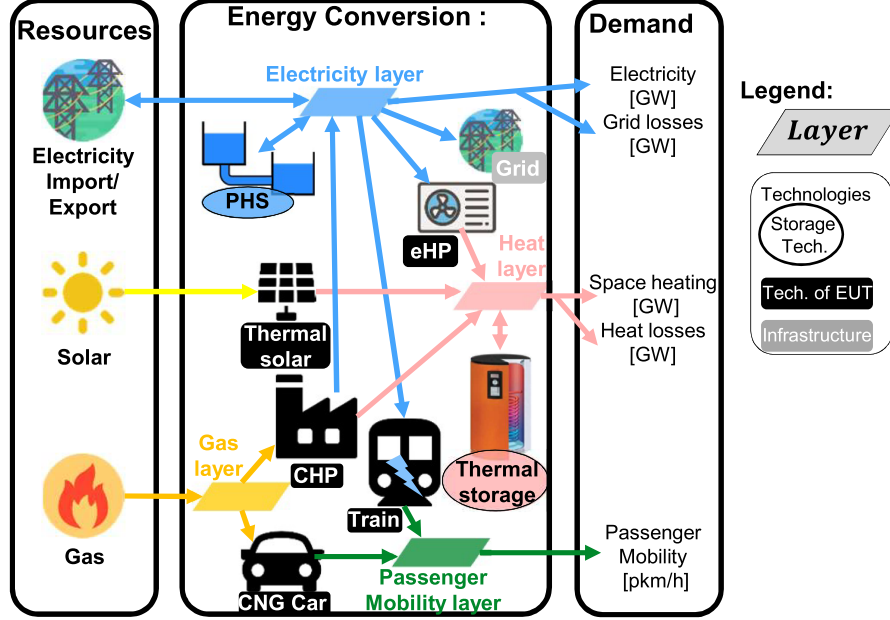 Resources
Energy Conversion :
Demand
Electricity layer
Electricity
[GW]
Grid losses
[GW]
Legend:
Layer
Electricity
Import/
Export
PHS
Grid
eHP
Technologies
Storage
Tech.
Tech. of EUT
Infrastructure
Heat
layer
Space heating
[GW]
Heat losses
[GW]
Solar
Thermal
solar
Gas
layer
CHP
Thermal
storage
Gas
Train
CNG Car
Passenger
Mobility layer
Passenger
Mobility
[pkm/h]